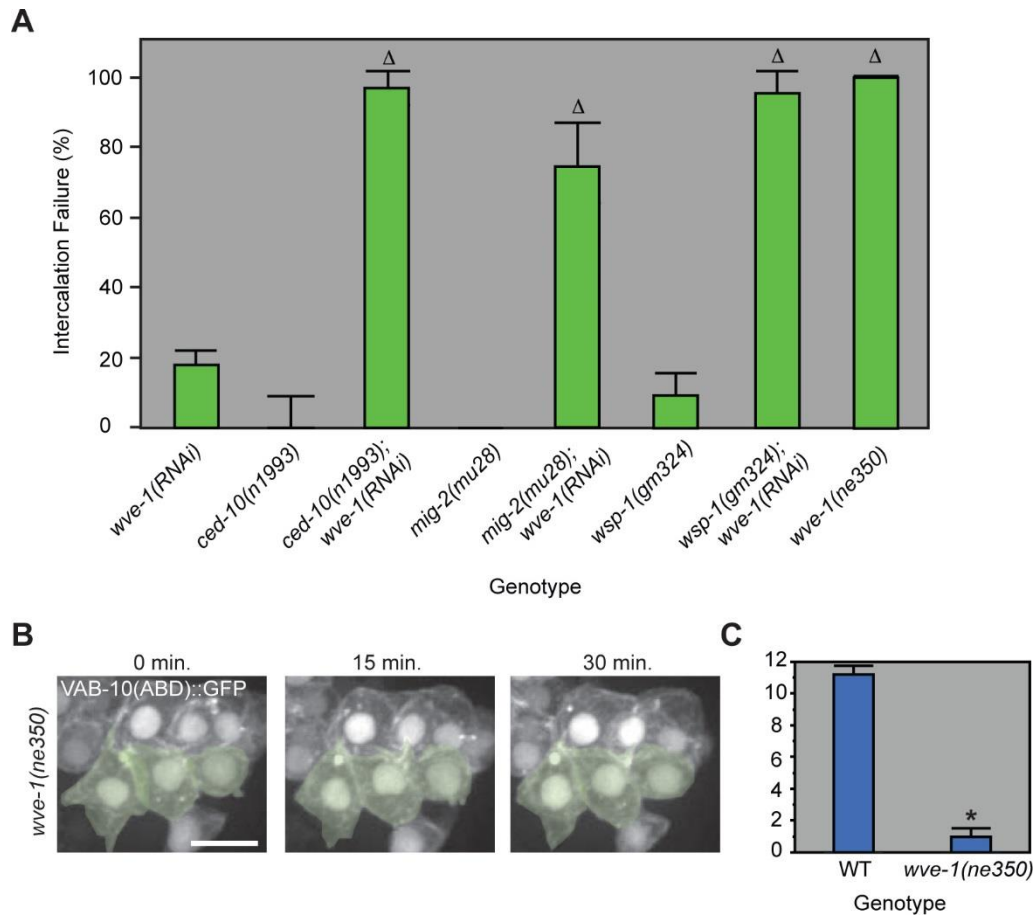 A
Intercalation Failure (%)
100
80
60
40
20
0
Δ
Δ
Δ
Δ
wve-1(RNAi)
ced-10(n1993)
ced-10(n1993);
wve-1(RNAi)
mig-2(mu28)
mig-2(mu28);
wve-1(RNAi)
wsp-1(gm324)
wsp-1(gm324);
wve-1(RNAi)
wve-1(ne350)
Genotype
B
0 min.
15 min.
30 min.
VAB-10(ABD)::GFP
wve-1(ne350)
C
12
10
8
6
4
2
0
*
WT
wve-1(ne350)
Genotype